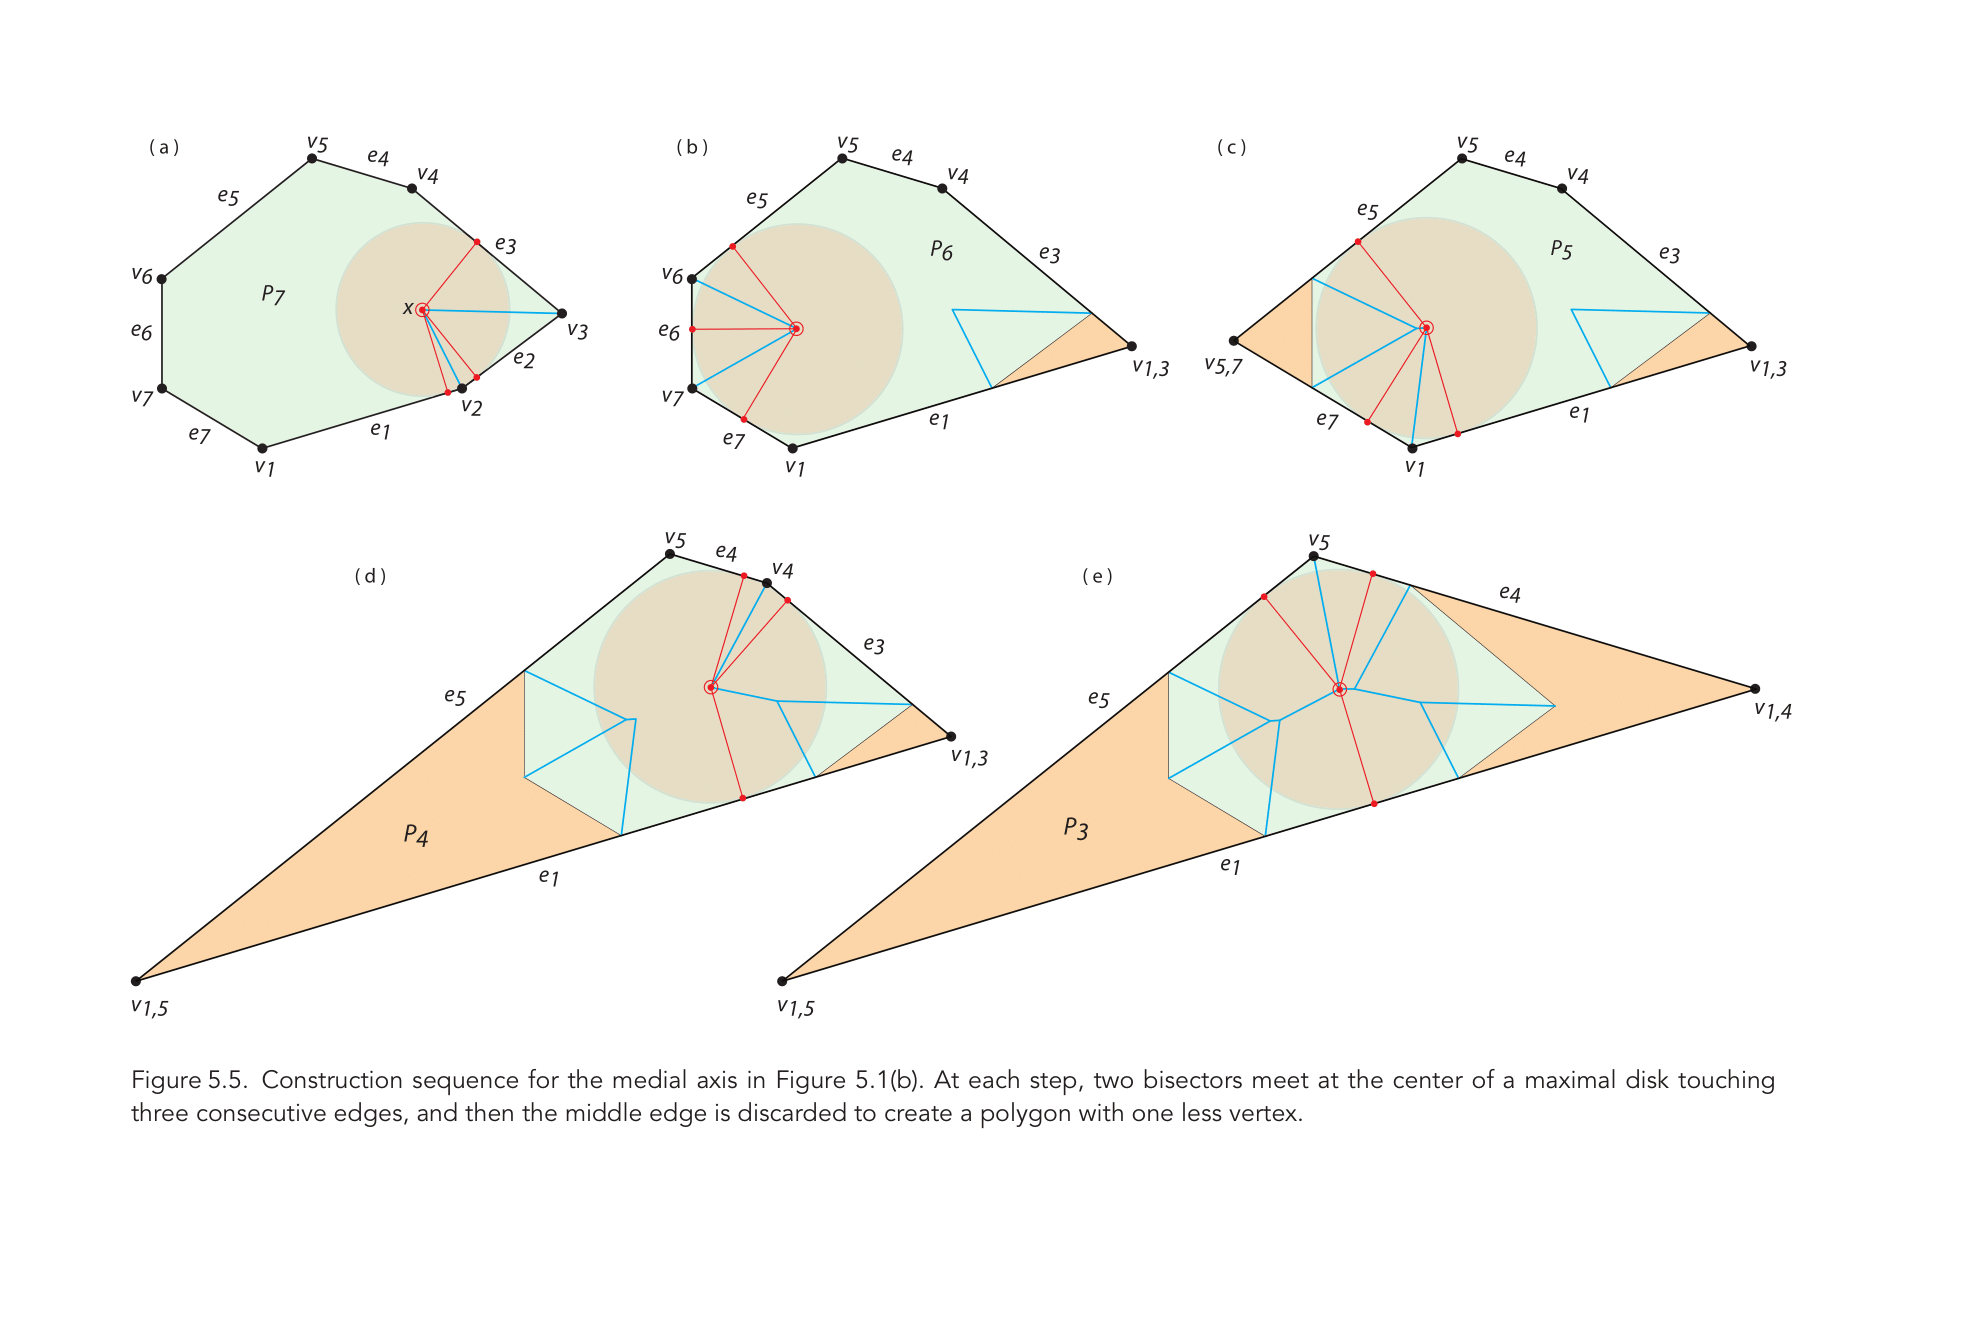 (a)
v5
e4
v4
e5
e3
v6
P7
x
v3
e6
e2
v7
v2
e7
e1
v1
(b)
v5
e4
v4
e5
P6
e3
v6
e6
v1,3
v7
e1
e7
v1
(c)
v5
e4
v4
e5
P5
e3
v5,7
v1,3
e7
e1
v1
(d)
v5
e4
v4
e3
e5
v1,3
P4
e1
v1,5
(e)
v5
e4
e5
v1,4
P3
e1
v1,5
Figure 5.5. Construction sequence for the medial axis in Figure 5.1(b). At each step, two bisectors meet at the center of a maximal disk touching
three consecutive edges, and then the middle edge is discarded to create a polygon with one less vertex.